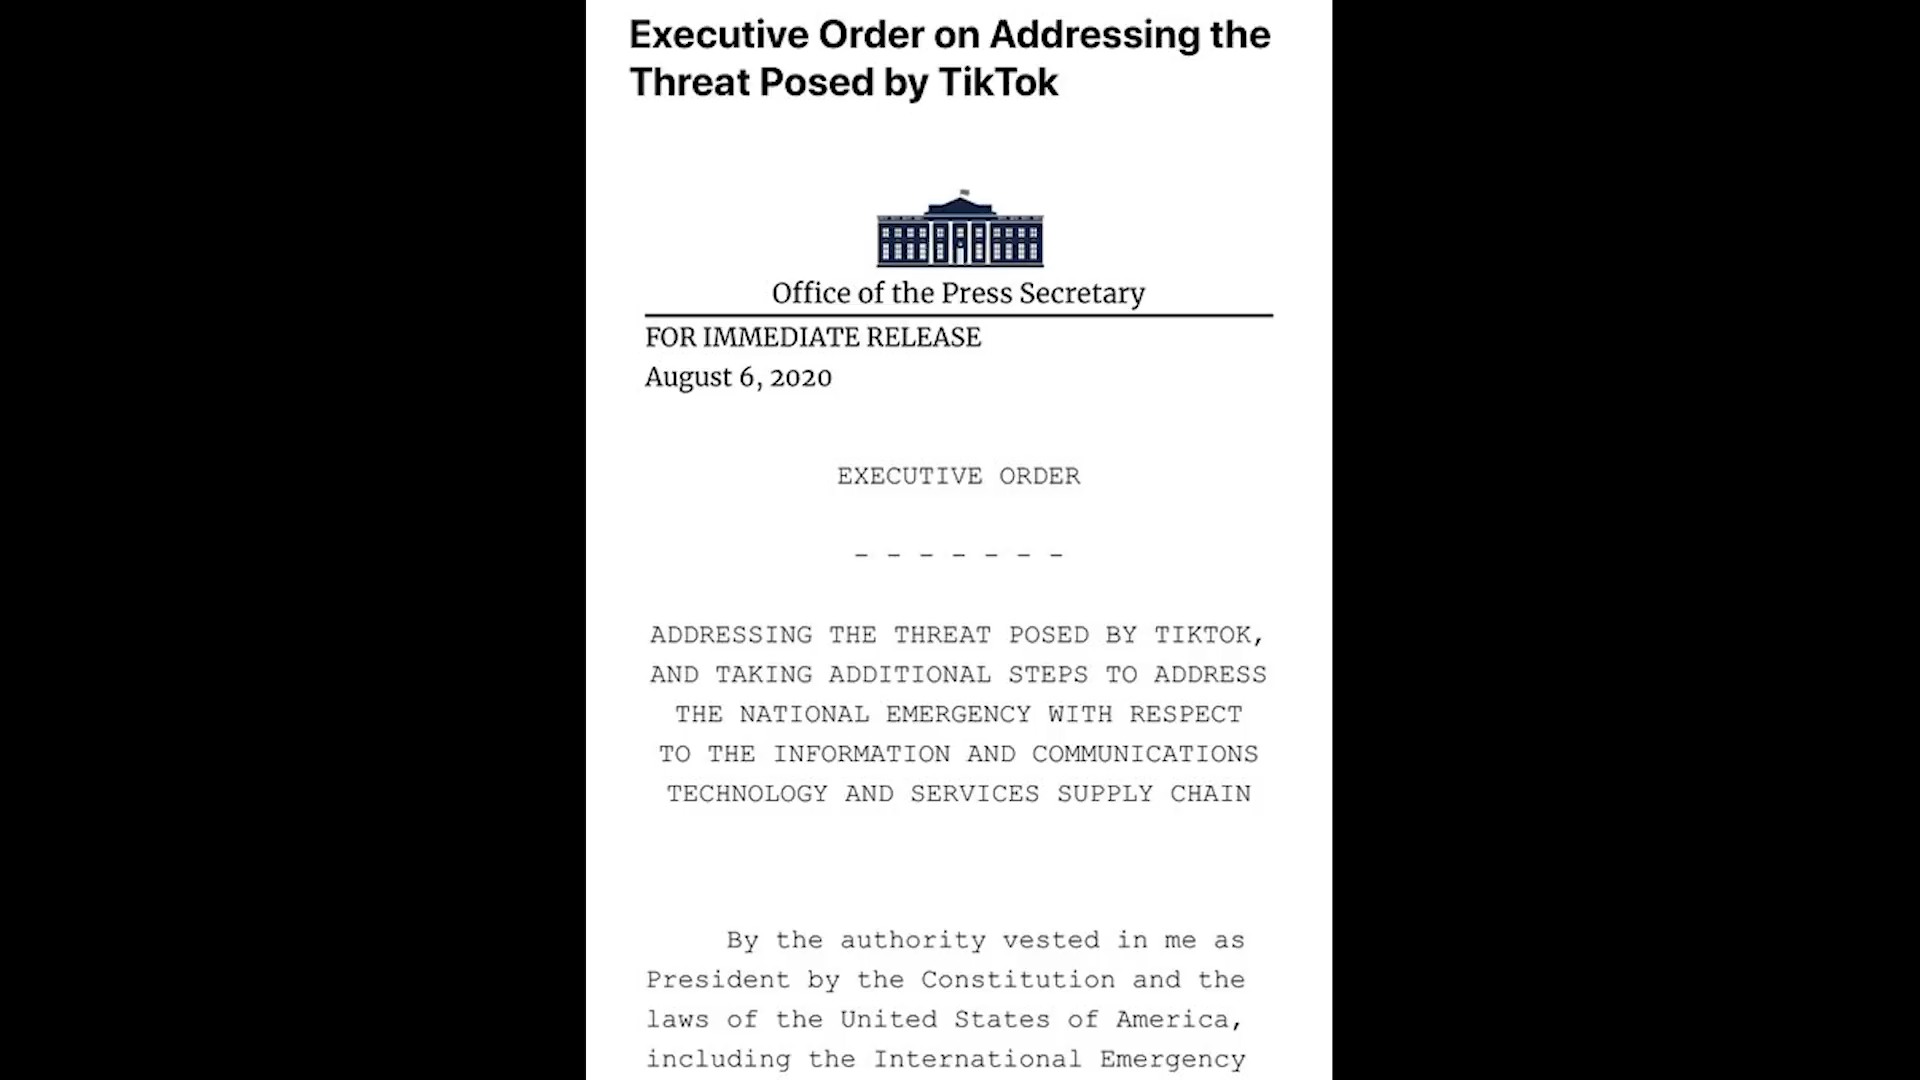 Executive Order on Addressing the
Threat Posed by TikTok
Office of the Press Secretary
FOR IMMEDIATE RELEASE
August 6, 2020
EXECUTIVE ORDER
- - - - - - -
ADDRESSING THE THREAT POSED BY TIKTOK,
AND TAKING ADDITIONAL STEPS TO ADDRESS
THE NATIONAL EMERGENCY WITH RESPECT
TO THE INFORMATION AND COMMUNICATIONS
TECHNOLOGY AND SERVICES SUPPLY CHAIN
By the authority vested in me as
President by the Constitution and the
laws of the United States of America,
including the International Emergency